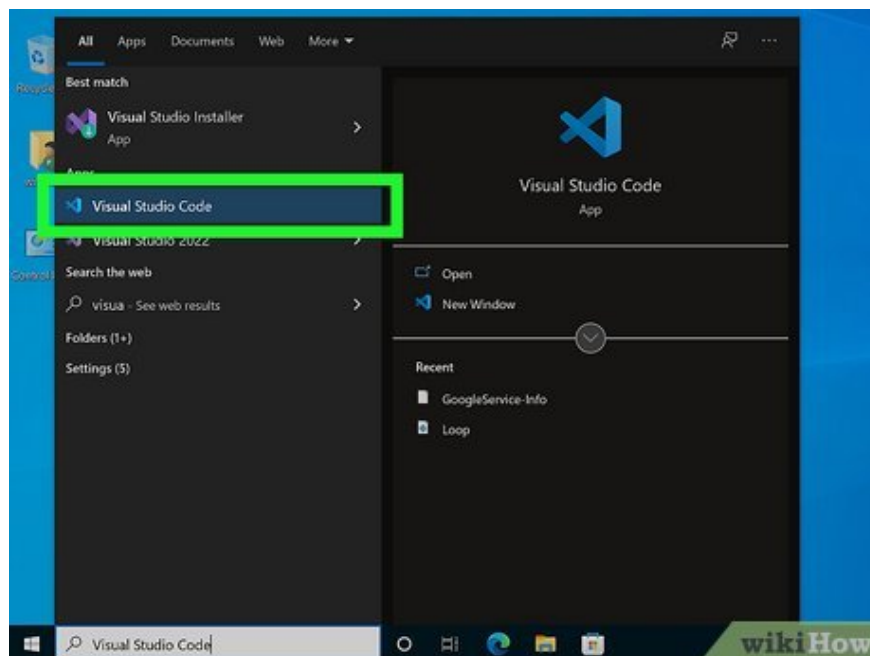 All Apps Documents Web More
Recycle
Best match
Visual Studio Installer
App
Apps
Visual Studio Code
Visual Studio 2022
Search the web
visua - See web results
Folders (1+)
Settings (5)
Visual Studio Code
App
Open
New Window
Recent
GoogleService-Info
Loop
Visual Studio Code
wikiHow